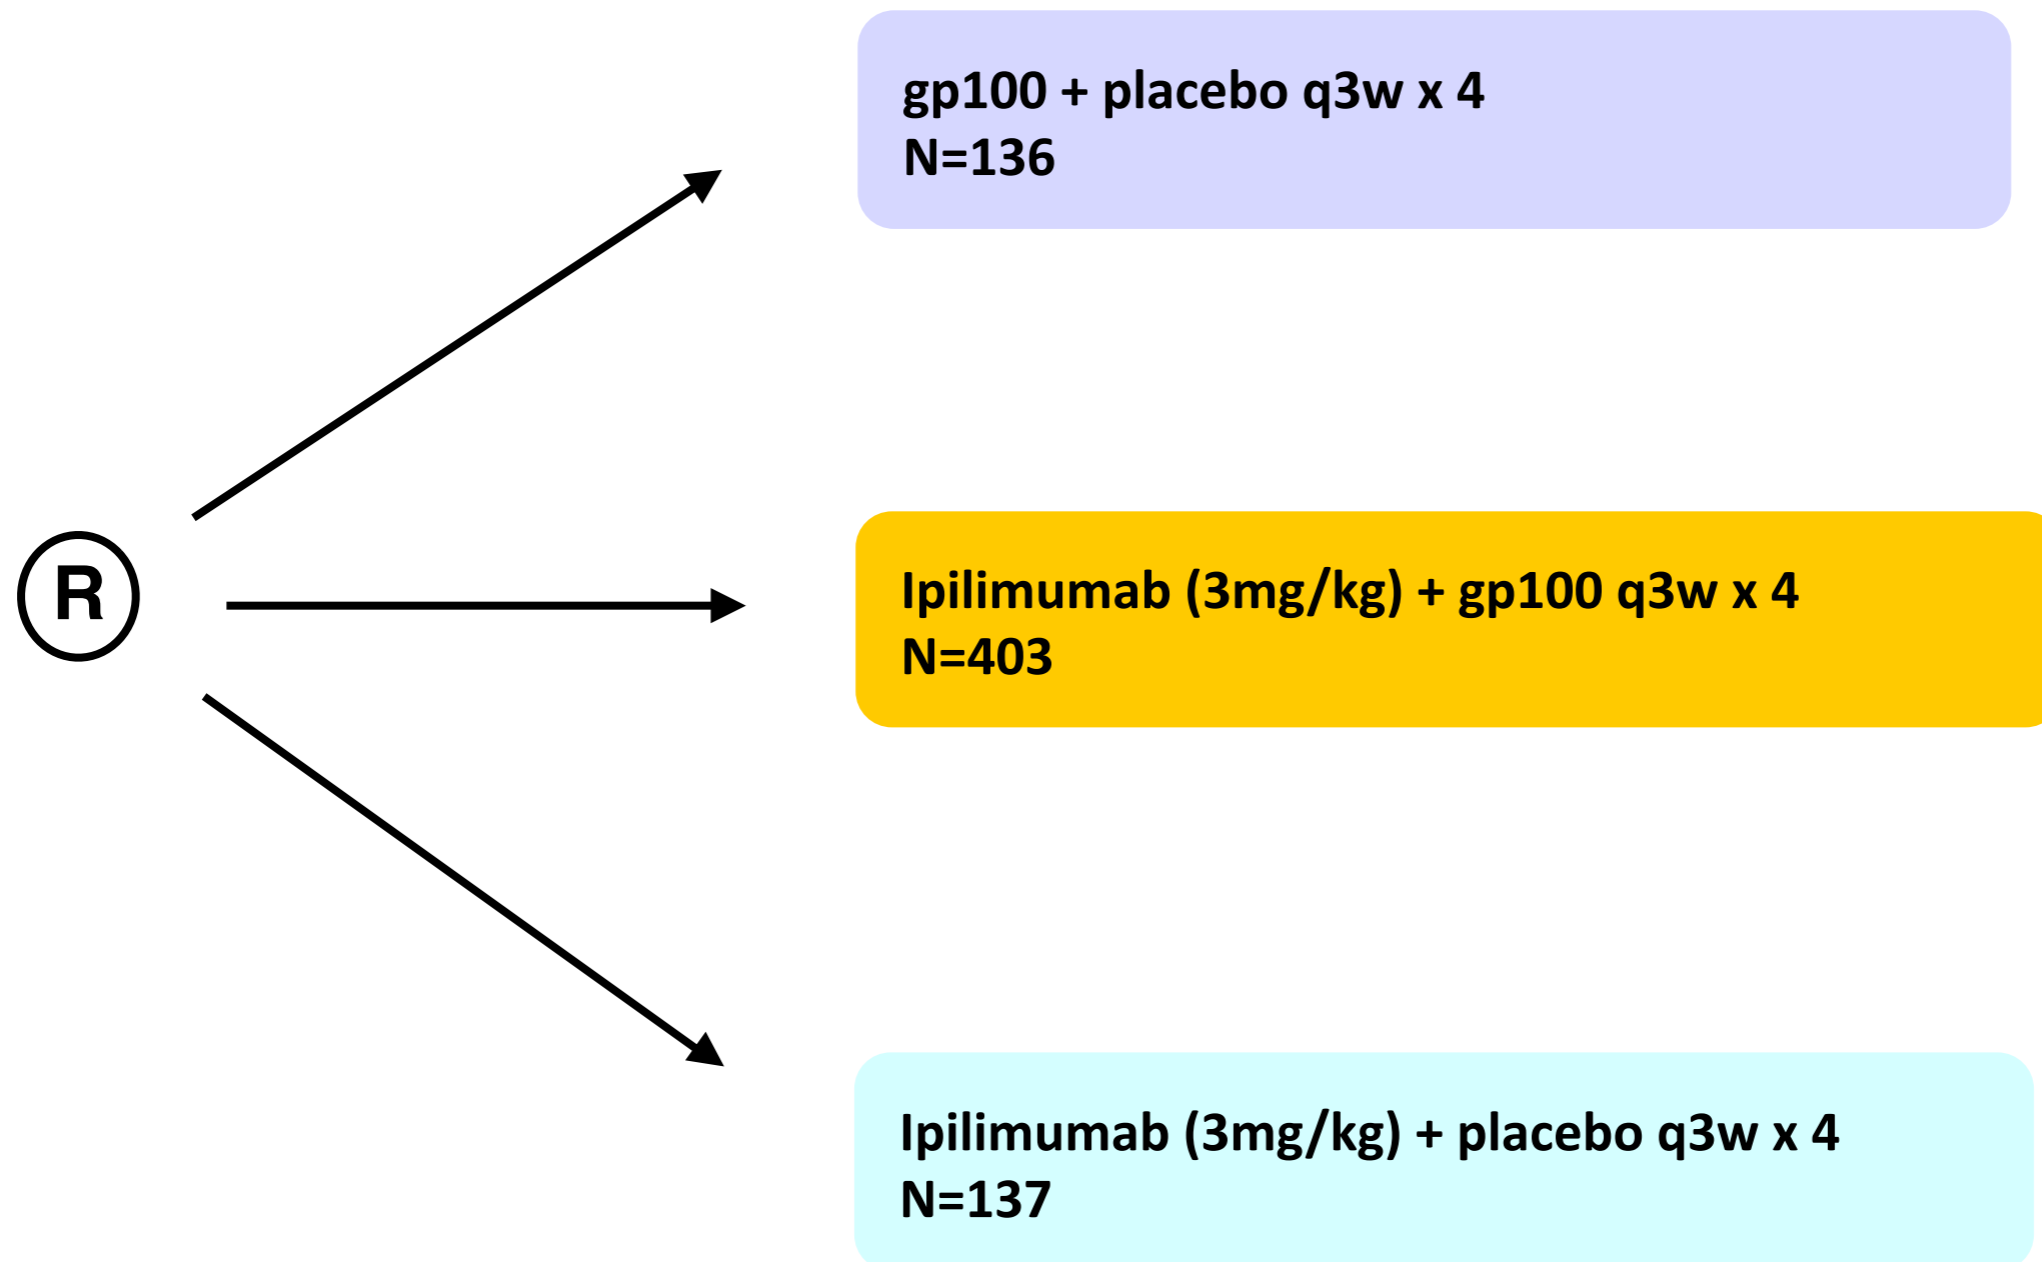 gp100 + placebo q3w x 4
N=136
R
Ipilimumab (3mg/kg) + gp100 q3w x 4
N=403
Ipilimumab (3mg/kg) + placebo q3w x 4
N=137